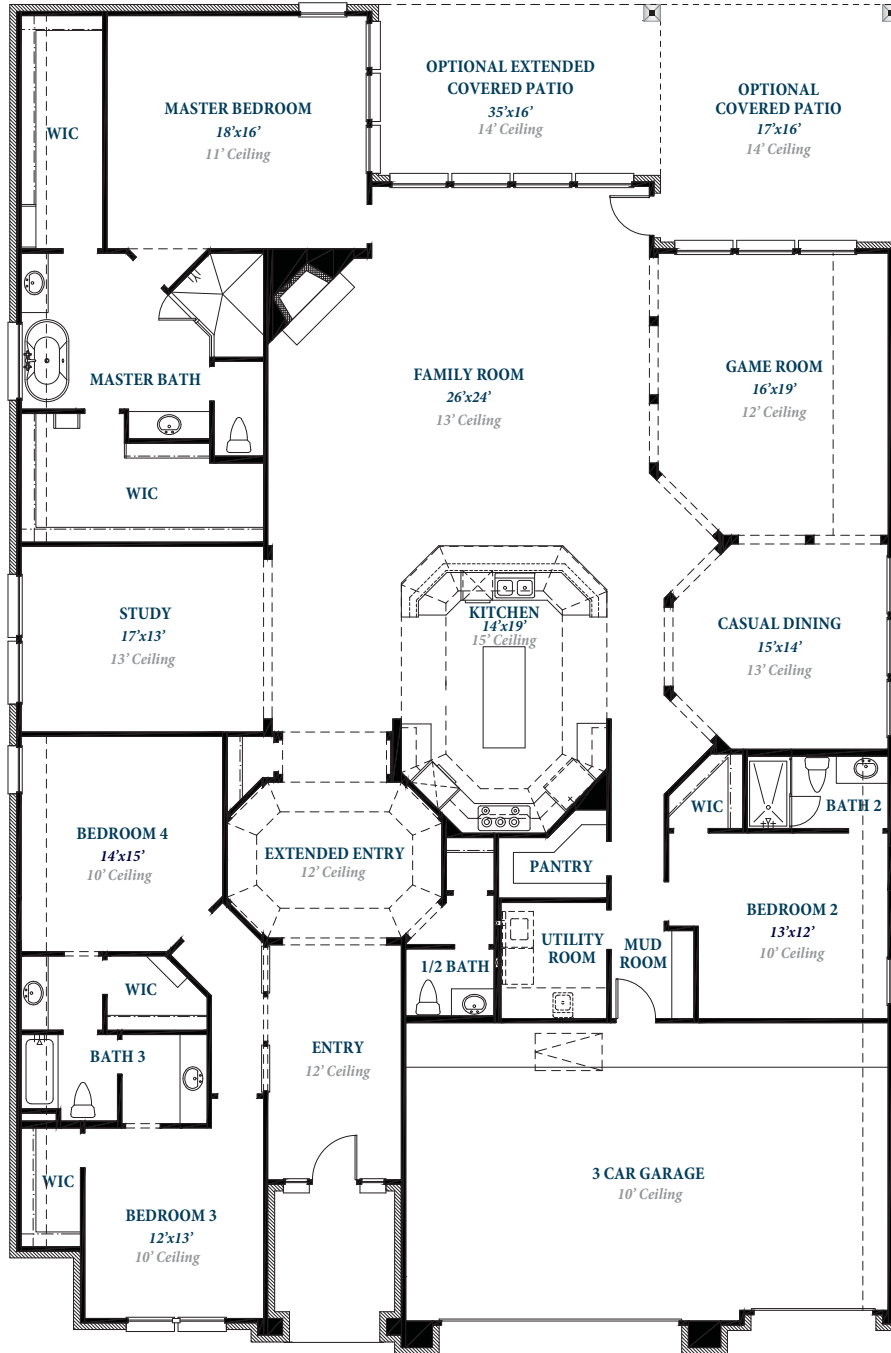 OPTIONAL EXTENDED
COVERED PATIO
35'x16'
14' Ceiling
OPTIONAL
COVERED PATIO
17'x16'
14' Ceiling
MASTER BEDROOM
18'x16'
11' Ceiling
WIC
MASTER BATH
FAMILY ROOM
26'x24'
13' Ceiling
GAME ROOM
16'x19'
12' Ceiling
WIC
STUDY
17'x13'
13' Ceiling
KITCHEN
14'x19'
15' Ceiling
CASUAL DINING
15'x14'
13' Ceiling
BEDROOM 4
14'x15'
10' Ceiling
EXTENDED ENTRY
12' Ceiling
WIC
BATH 2
PANTRY
BEDROOM 2
13'x12'
10' Ceiling
UTILITY
ROOM
MUD
ROOM
1/2 BATH
WIC
BATH 3
ENTRY
12' Ceiling
WIC
BEDROOM 3
12'x13'
10' Ceiling
3 CAR GARAGE
10' Ceiling